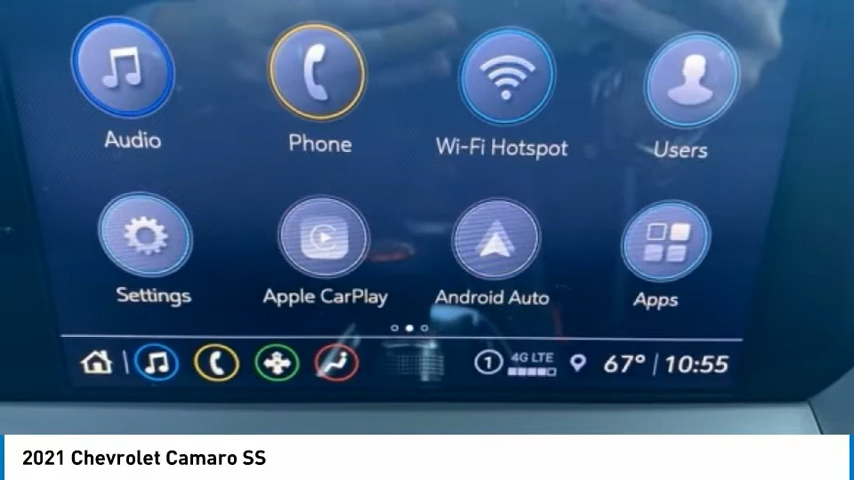 Audio Phone Wi-Fi Hotspot Users
Settings Apple CarPlay Android Auto Apps
1 4G LTE 67° 10:55
2021 Chevrolet Camaro SS